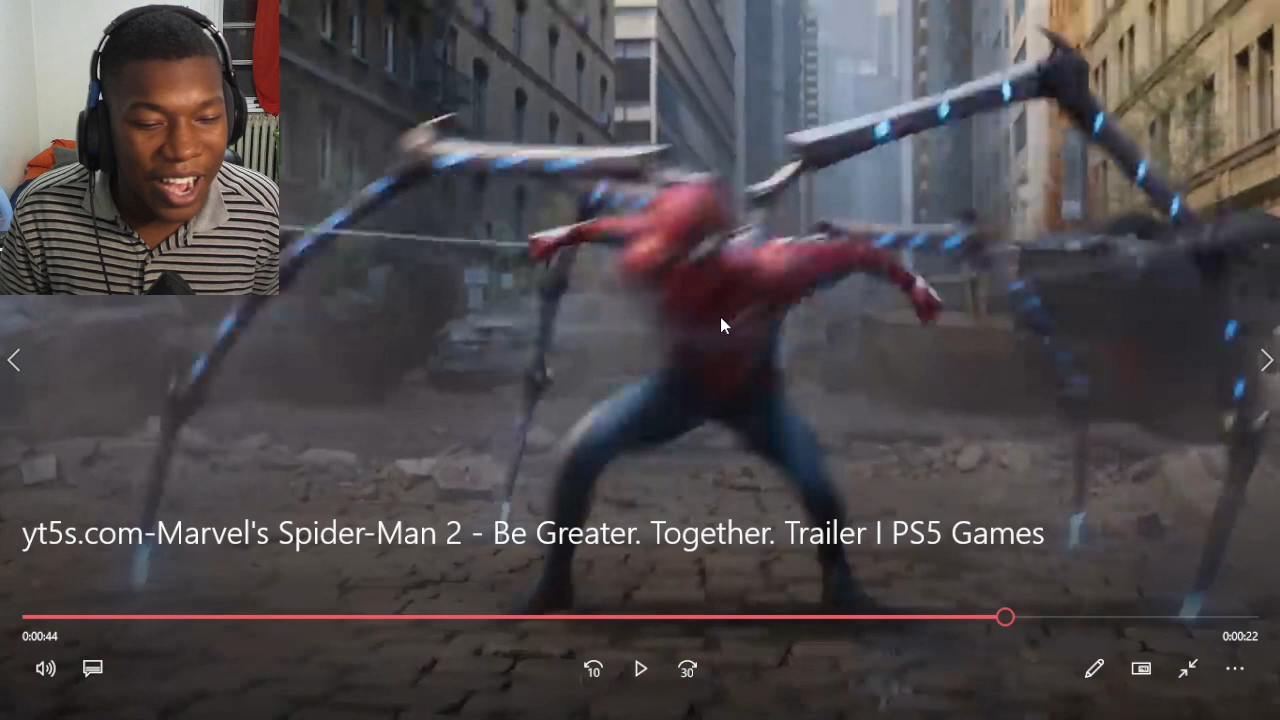 yt5s.com-Marvel's Spider-Man 2 - Be Greater. Together. Trailer I PS5 Games
0:00:44
0:00:22
10
30